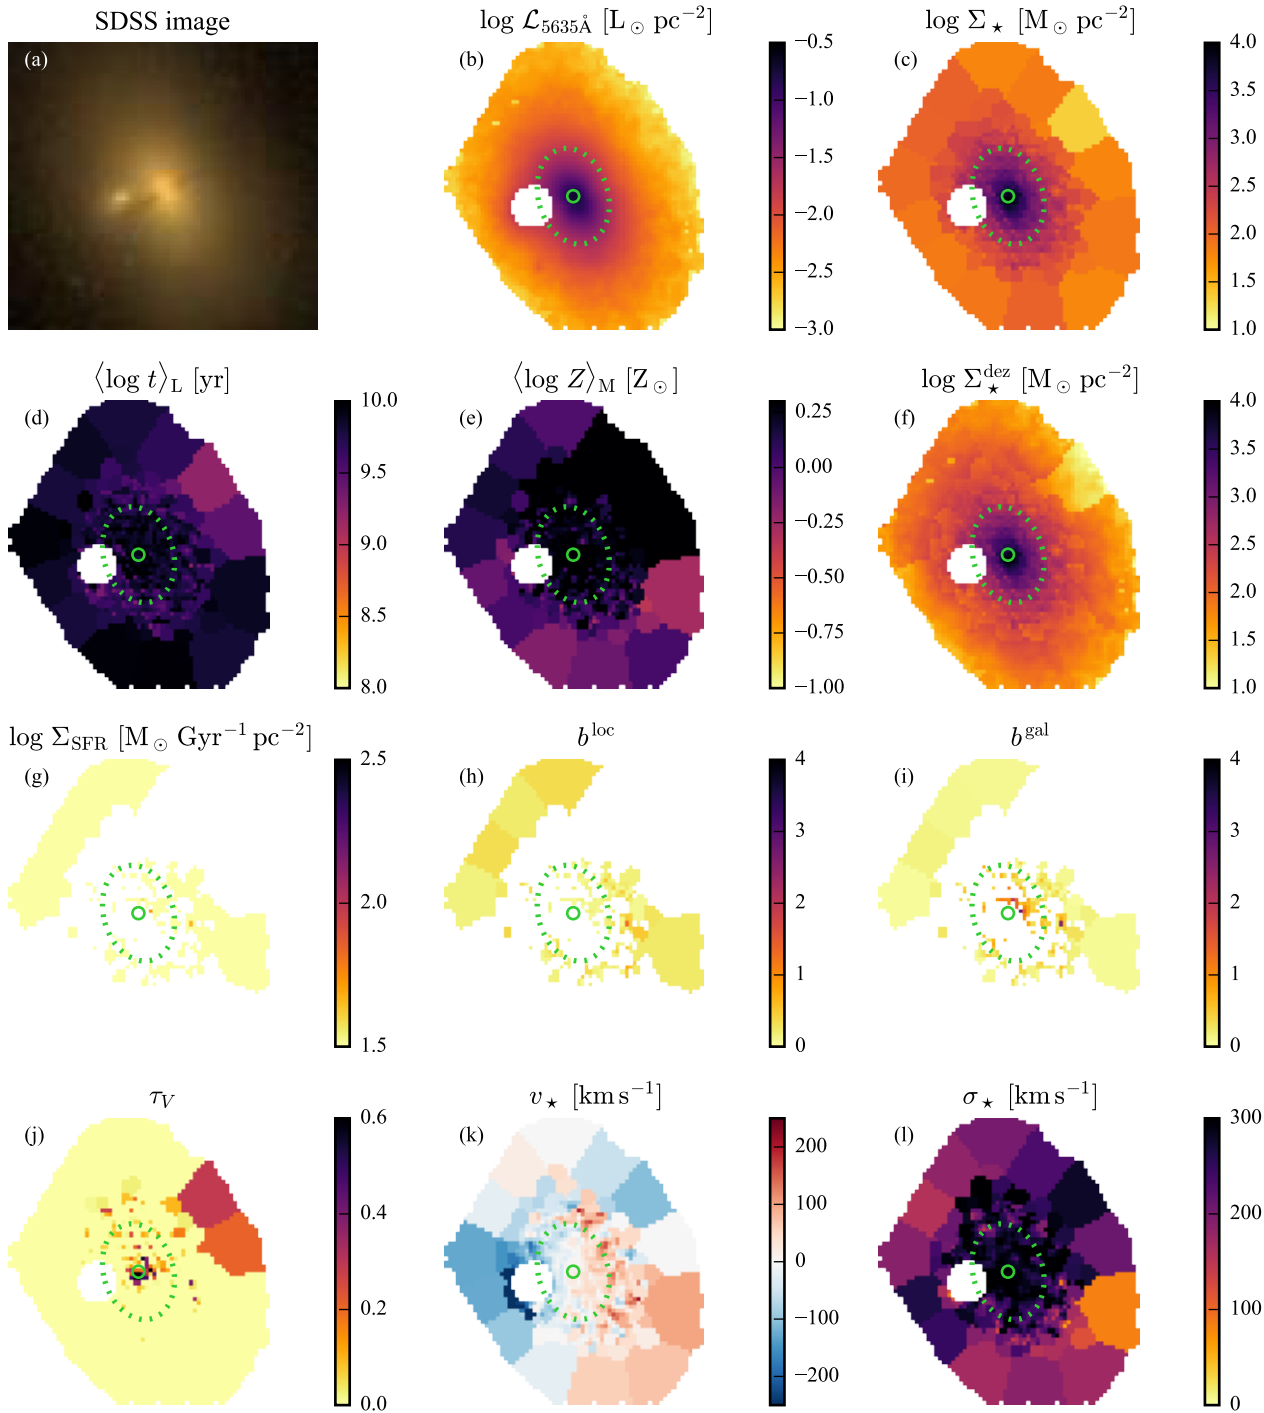 SDSS image
log ℒ5635Å [L⊙ pc−2]
log Σ⋆ [M⊙ pc−2]
(a)
(b)
−0.5
−1.0
−1.5
−2.0
−2.5
−3.0
(c)
4.0
3.5
3.0
2.5
2.0
1.5
1.0
⟨log t⟩L [yr]
⟨log Z⟩M [Z⊙]
log Σ⋆dez [M⊙ pc−2]
(d)
10.0
9.5
9.0
8.5
8.0
(e)
0.25
0.00
−0.25
−0.50
−0.75
−1.00
(f)
4.0
3.5
3.0
2.5
2.0
1.5
1.0
log ΣSFR [M⊙ Gyr−1 pc−2]
bloc
bgal
(g)
2.5
2.0
1.5
(h)
4
3
2
1
0
(i)
4
3
2
1
0
τV
v⋆ [km s−1]
σ⋆ [km s−1]
(j)
0.6
0.4
0.2
0.0
(k)
200
100
0
−100
−200
(l)
300
200
100
0